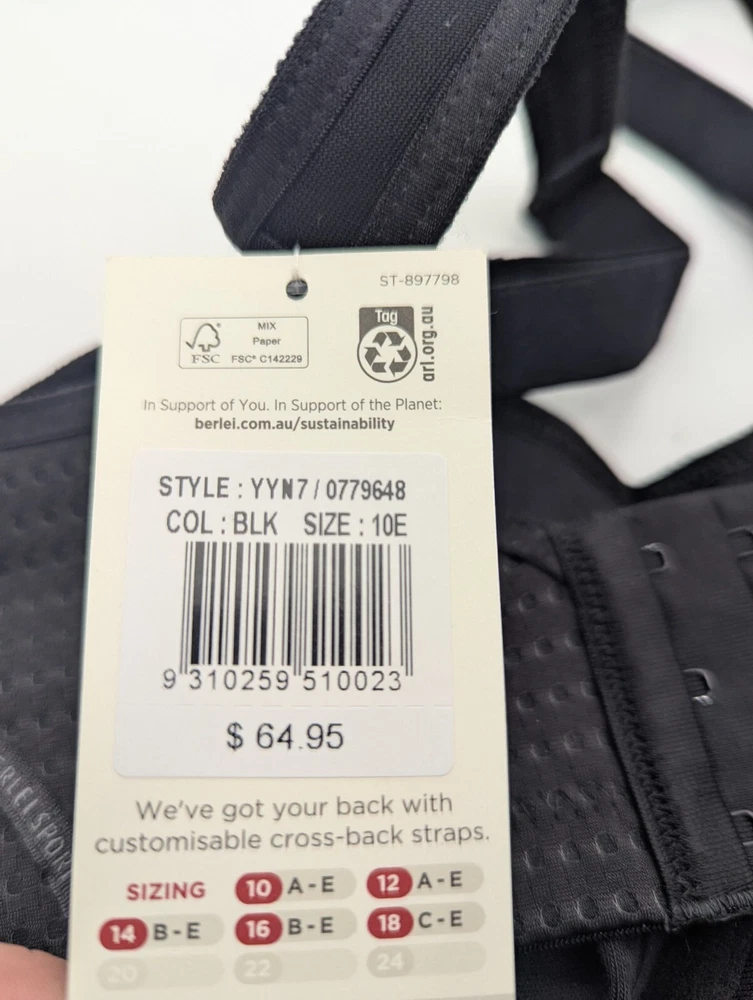 ST-897798
FSC
MIX
Paper
FSC® C142229
Tag
arl.org.au
In Support of You. In Support of the Planet:
berlei.com.au/sustainability
STYLE : YYN7 / 0779648
COL : BLK SIZE : 10E
9 310259 510023
$ 64.95
We've got your back with
customisable cross-back straps.
SIZING 10 A - E 12 A - E
14 B - E 16 B - E 18 C - E
20 22 24